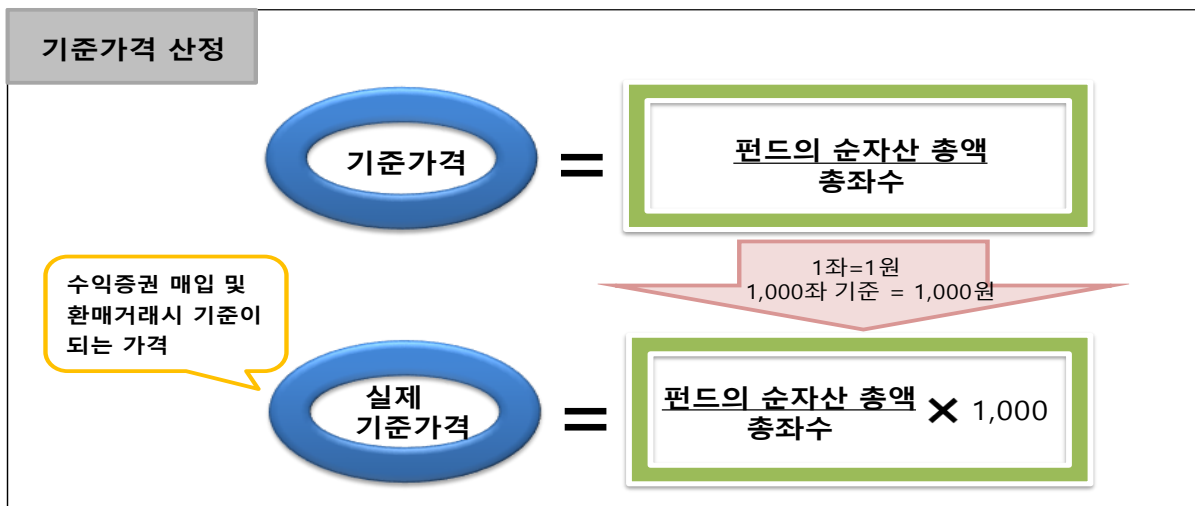 기준가격 산정
기준가격
=
펀드의 순자산 총액
총좌수
1좌=1원
1,000좌 기준 = 1,000원
수익증권 매입 및
환매거래시 기준이
되는 가격
실제
기준가격
=
펀드의 순자산 총액
총좌수
× 1,000